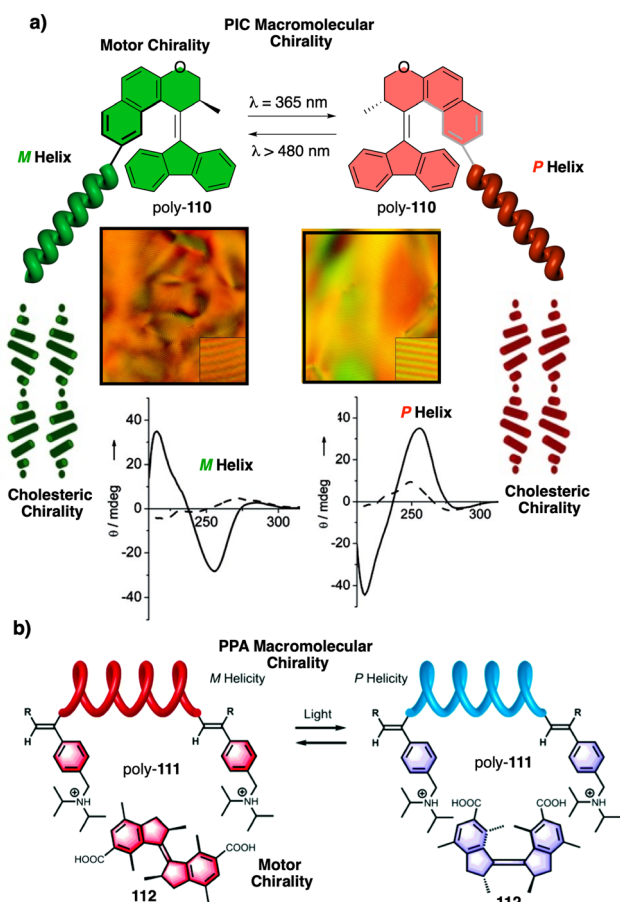 a)
Motor Chirality
PIC Macromolecular
Chirality
O
O
λ = 365 nm
λ > 480 nm
M Helix
P Helix
poly-110
poly-110
40
20
0
-20
-40
θ / mdeg
250
300
M Helix
40
20
0
-20
-40
θ / mdeg
250
300
P Helix
Cholesteric
Chirality
Cholesteric
Chirality
b)
PPA Macromolecular
Chirality
M Helicity
P Helicity
Light
R
H
R
H
R
H
R
H
poly-111
poly-111
⊕
NH
⊕
NH
⊕
NH
⊕
NH
HOOC
COOH
HOOC
COOH
Motor
Chirality
112
112